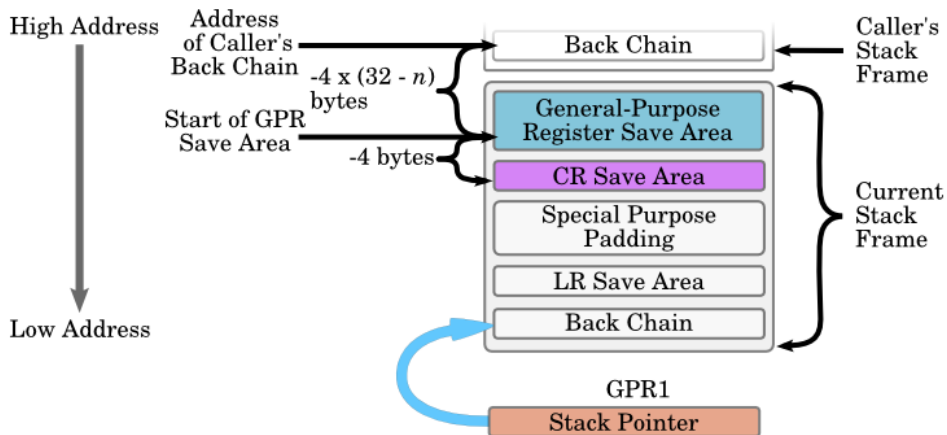 High Address
Low Address
Address
of Caller's
Back Chain
-4 x (32 - n)
bytes
Start of GPR
Save Area
-4 bytes
Back Chain
General-Purpose
Register Save Area
CR Save Area
Special Purpose
Padding
LR Save Area
Back Chain
GPR1
Stack Pointer
Caller's
Stack
Frame
Current
Stack
Frame